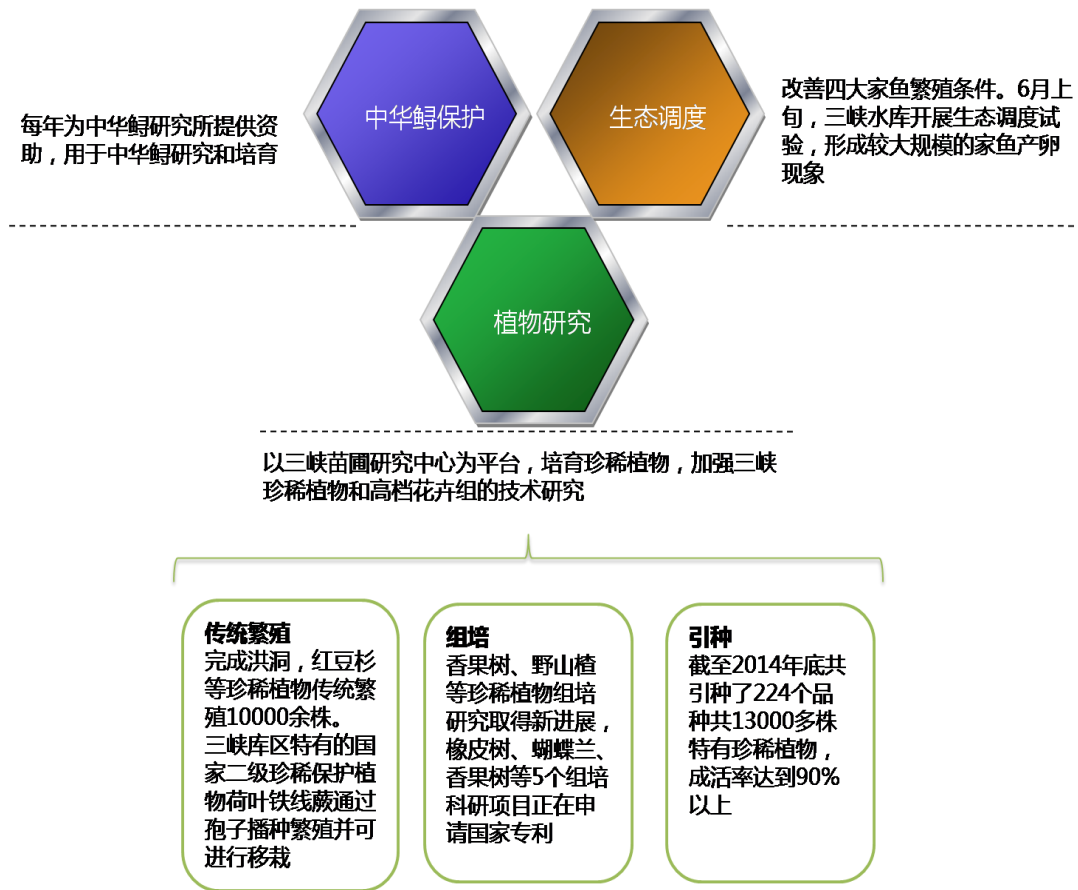 中华鲟保护
每年为中华鲟研究所提供资
助，用于中华鲟研究和培育
生态调度
改善四大家鱼繁殖条件。6月上
旬，三峡水库开展生态调度试
验，形成较大规模的家鱼产卵
现象
植物研究
以三峡苗圃研究中心为平台，培育珍稀植物，加强三峡
珍稀植物和高档花卉组的技术研究
传统繁殖
完成洪洞，红豆杉
等珍稀植物传统繁
殖10000余株。
三峡库区特有的国
家二级珍稀保护植
物荷叶铁线蕨通过
孢子播种繁殖并可
进行移栽
组培
香果树、野山楂
等珍稀植物组培
研究取得新进展，
橡皮树、蝴蝶兰、
香果树等5个组培
科研项目正在申
请国家专利
引种
截至2014年底共
引种了224个品
种共13000多株
特有珍稀植物，
成活率达到90%
以上